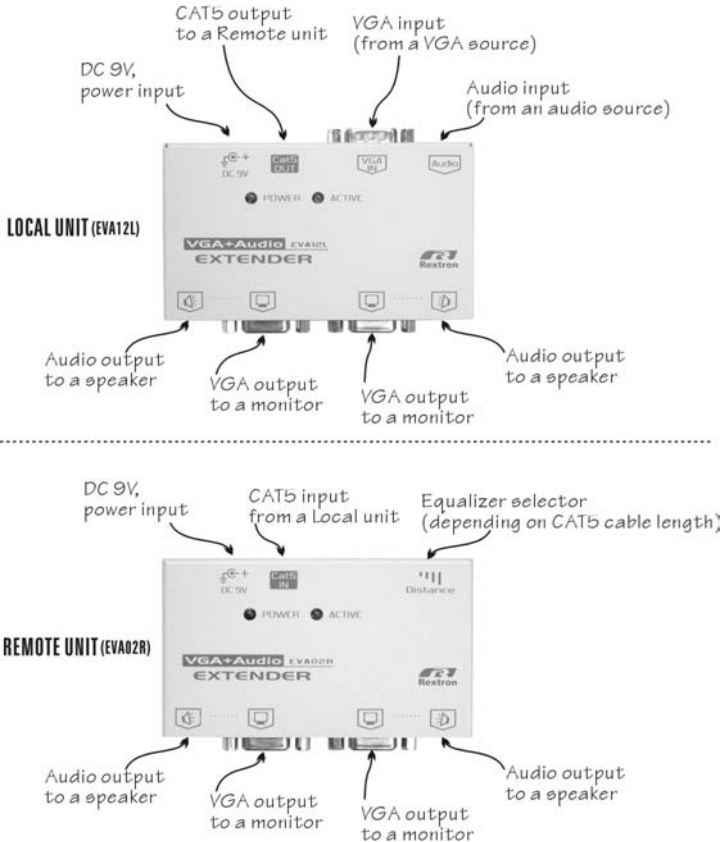 CAT5 output
to a Remote unit
VGA input
(from a VGA source)
DC 9V,
power input
Audio input
(from an audio source)
DC 9V
Cat5
OUT
VGA
IN
Audio
POWER
ACTIVE
LOCAL UNIT (EVA12L)
VGA+Audio EVA12L
EXTENDER
Rextron
Audio output
to a speaker
VGA output
to a monitor
VGA output
to a monitor
Audio output
to a speaker
DC 9V,
power input
CAT5 input
from a Local unit
Equalizer selector
(depending on CAT5 cable length)
DC 9V
Cat5
IN
Distance
POWER
ACTIVE
REMOTE UNIT (EVA02R)
VGA+Audio EVA02R
EXTENDER
Rextron
Audio output
to a speaker
VGA output
to a monitor
VGA output
to a monitor
Audio output
to a speaker